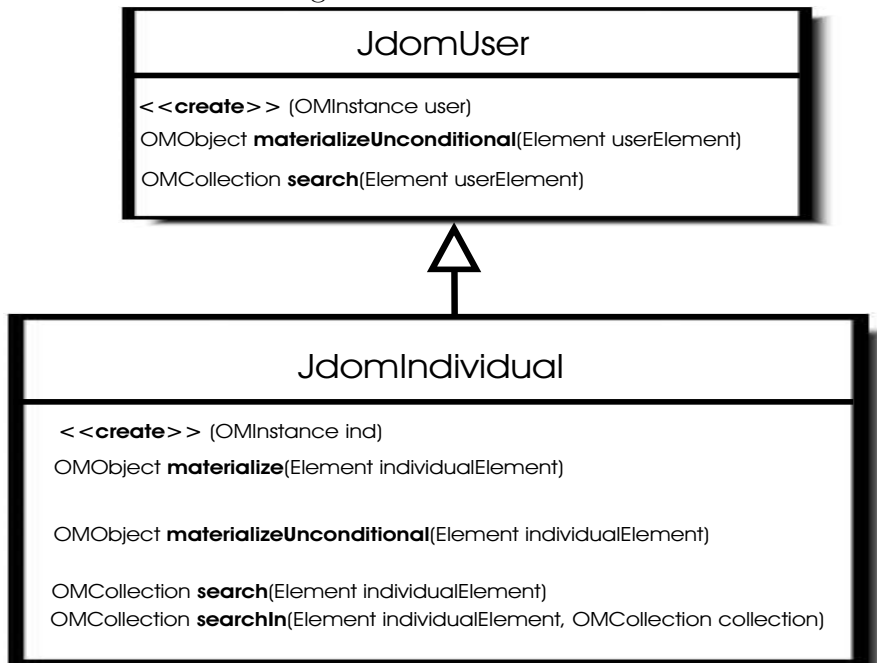 JdomUser
<<create>> (OMInstance user)
OMObject materializeUnconditional(Element userElement)
OMCollection search(Element userElement)
JdomIndividual
<<create>> (OMInstance ind)
OMObject materialize(Element individualElement)
OMObject materializeUnconditional(Element individualElement)
OMCollection search(Element individualElement)
OMCollection searchIn(Element individualElement, OMCollection collection)